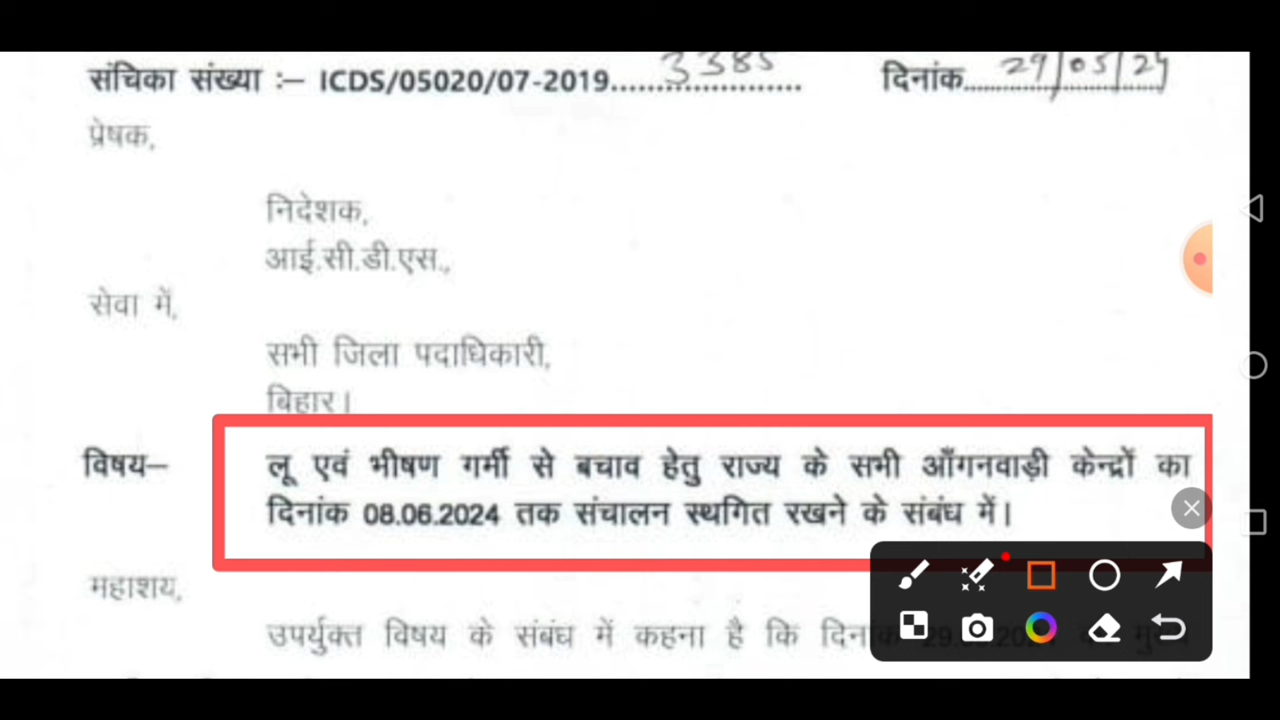 संचिका संख्या :– ICDS/05020/07-2019......3385...... दिनांक...29/05/24
प्रेषक,
निदेशक,
आई.सी.डी.एस.,
सेवा में,
सभी जिला पदाधिकारी,
बिहार।
विषय– लू एवं भीषण गर्मी से बचाव हेतु राज्य के सभी आँगनवाड़ी केन्द्रों का
दिनांक 08.06.2024 तक संचालन स्थगित रखने के संबंध में।
महाशय,
उपर्युक्त विषय के संबंध में कहना है कि दिनांक